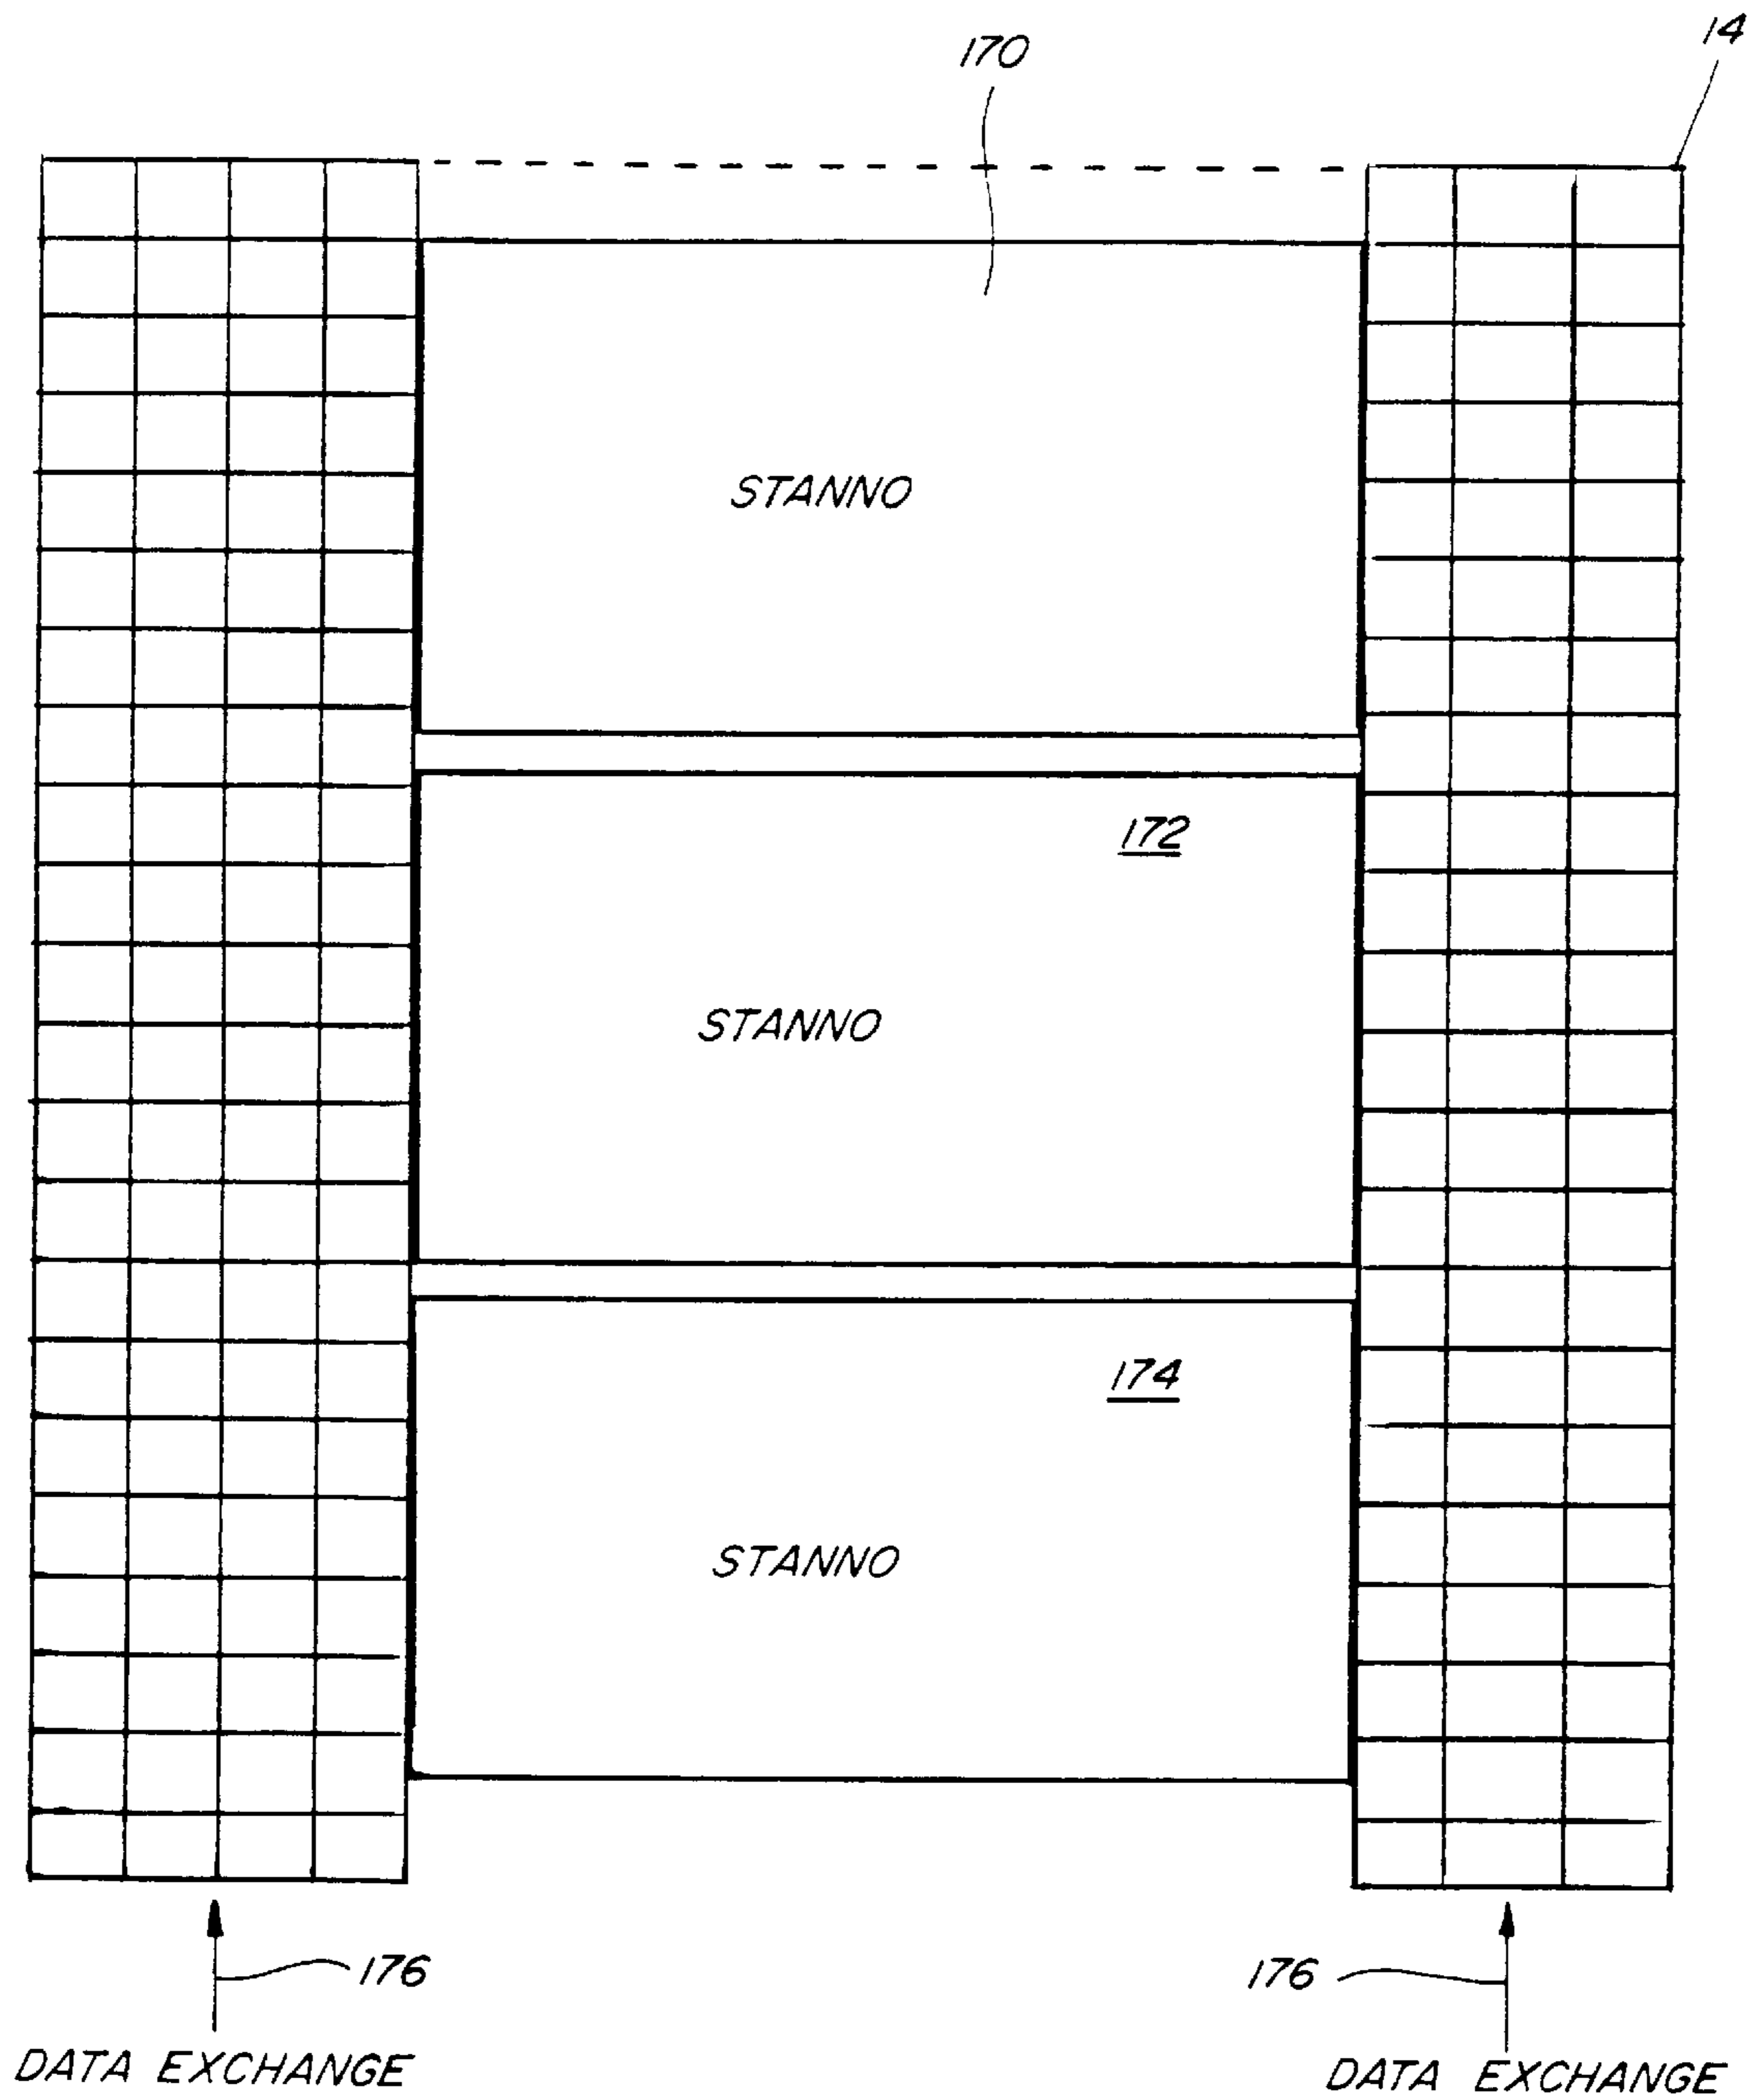 14
170
STANNO
172
STANNO
174
STANNO
176
176
DATA EXCHANGE
DATA EXCHANGE